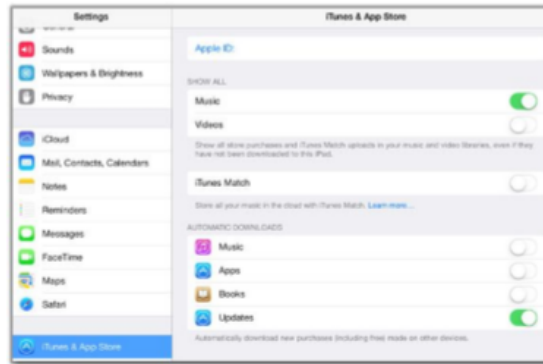 Settings
General
Sounds
Wallpapers & Brightness
Privacy
iCloud
Mail, Contacts, Calendars
Notes
Reminders
Messages
FaceTime
Maps
Safari
iTunes & App Store
iTunes & App Store
Apple ID:
SHOW ALL
Music
Videos
Show all store purchases and iTunes Match uploads in your music and video libraries, even if they
have not been downloaded to this iPad.
iTunes Match
Store all your music in the cloud with iTunes Match. Learn more...
AUTOMATIC DOWNLOADS
Music
Apps
Books
Updates
Automatically download new purchases (including free) made on other devices.